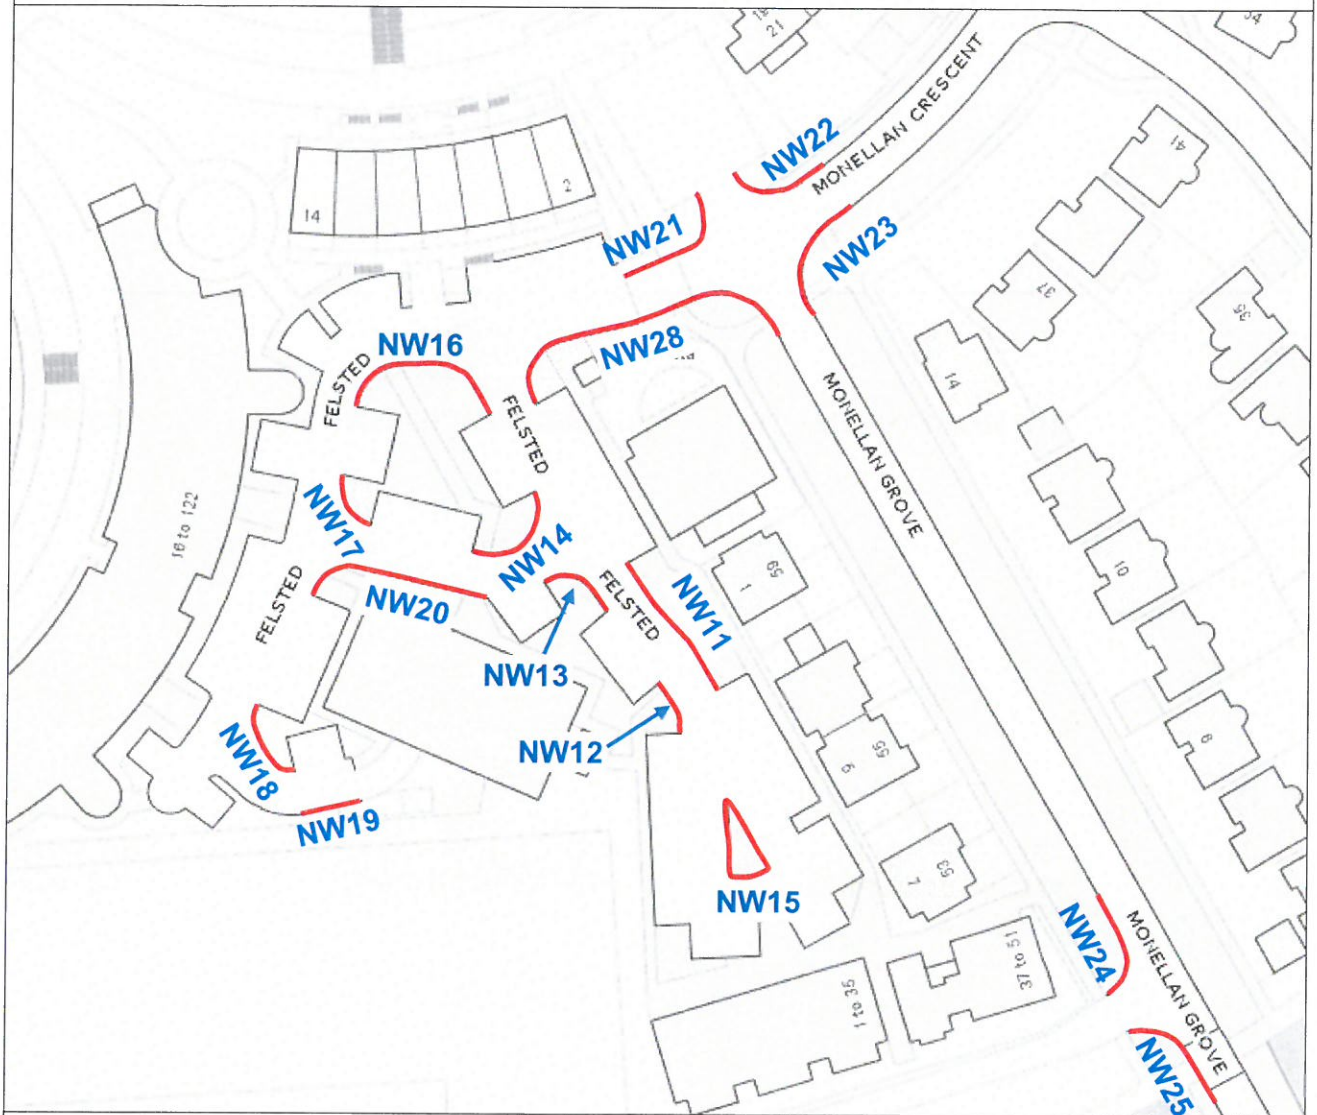 21
34
MONELLAN CRESCENT
NW22
41
2
14
NW21
NW23
37
35
NW16
NW28
FELSTED
14
FELSTED
MONELLAN GROVE
16 to 122
NW17
NW14
59
1
10
FELSTED
NW20
FELSTED
NW11
NW13
NW12
55
9
6
NW18
NW19
53
7
NW15
NW24
MONELLAN GROVE
37 to 51
1 to 35
NW25